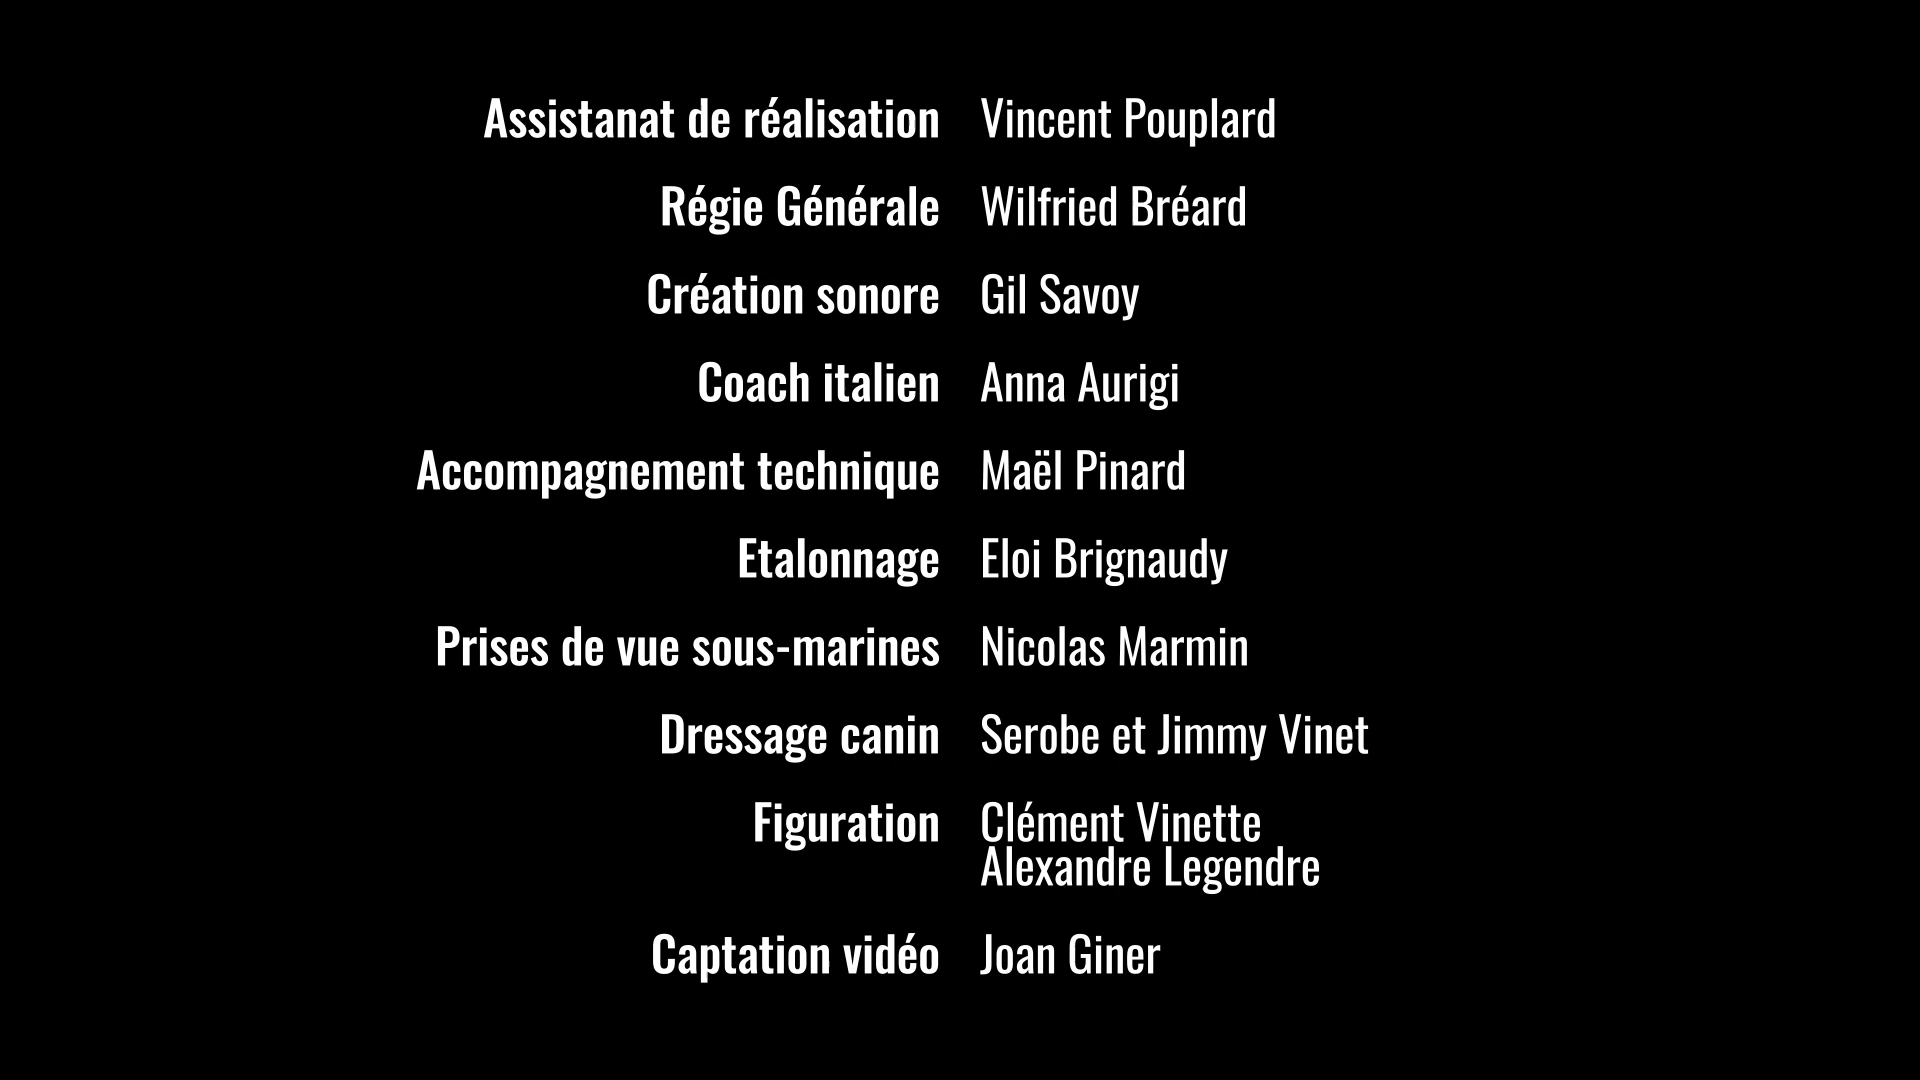 Assistanat de réalisation Vincent Pouplard
Régie Générale Wilfried Bréard
Création sonore Gil Savoy
Coach italien Anna Aurigi
Accompagnement technique Maël Pinard
Etalonnage Eloi Brignaudy
Prises de vue sous-marines Nicolas Marmin
Dressage canin Serobe et Jimmy Vinet
Figuration Clément Vinette
Alexandre Legendre
Captation vidéo Joan Giner